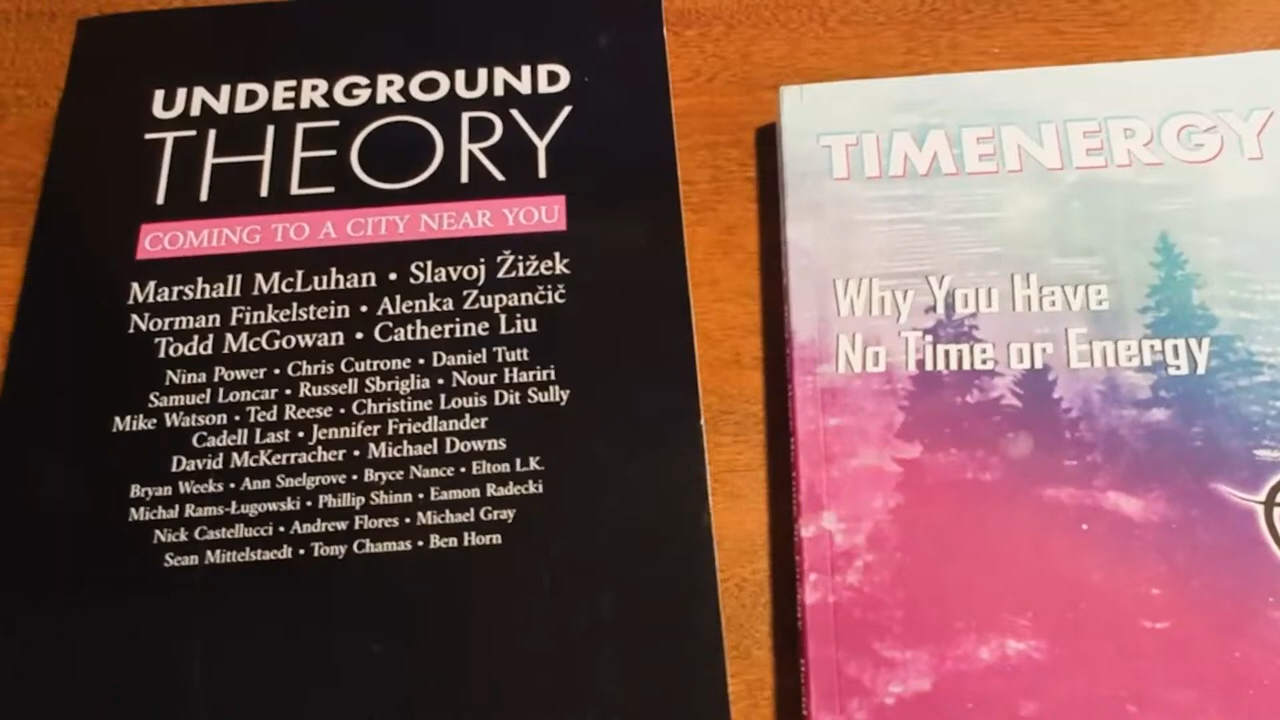 UNDERGROUND
THEORY
COMING TO A CITY NEAR YOU
Marshall McLuhan • Slavoj Žižek
Norman Finkelstein • Alenka Zupančič
Todd McGowan • Catherine Liu
Nina Power • Chris Cutrone • Daniel Tutt
Samuel Loncar • Russell Sbriglia • Nour Hariri
Mike Watson • Ted Reese • Christine Louis Dit Sully
Cadell Last • Jennifer Friedlander
David McKerracher • Michael Downs
Bryan Weeks • Ann Snelgrove • Bryce Nance • Elton L.K.
Michał Rams-Ługowski • Phillip Shinn • Eamon Radecki
Nick Castellucci • Andrew Flores • Michael Gray
Sean Mittelstaedt • Tony Chamas • Ben Horn
TIMENERGY
Why You Have
No Time or Energy